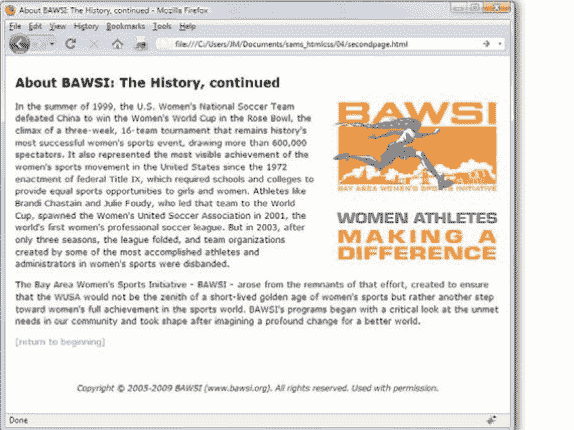 About BAWSI: The History, continued - Mozilla Firefox
File Edit View History Bookmarks Tools Help
file:///C:/Users/JM/Documents/sams_htmlcss/04/secondpage.html
About BAWSI: The History, continued
In the summer of 1999, the U.S. Women's National Soccer Team
defeated China to win the Women's World Cup in the Rose Bowl, the
climax of a three-week, 16-team tournament that remains history's
most successful women's sports event, drawing more than 600,000
spectators. It also represented the most visible achievement of the
women's sports movement in the United States since the 1972
enactment of federal Title IX, which required schools and colleges to
provide equal sports opportunities to girls and women. Athletes like
Brandi Chastain and Julie Foudy, who led that team to the World
Cup, spawned the Women's United Soccer Association in 2001, the
world's first women's professional soccer league. But in 2003, after
only three seasons, the league folded, and team organizations
created by some of the most accomplished athletes and
administrators in women's sports were disbanded.
BAWSI
BAY AREA WOMEN'S SPORTS INITIATIVE
WOMEN ATHLETES
MAKING A
DIFFERENCE
The Bay Area Women's Sports Initiative - BAWSI - arose from the remnants of that effort, created to ensure
that the WUSA would not be the zenith of a short-lived golden age of women's sports but rather another step
toward women's full achievement in the sports world. BAWSI's programs began with a critical look at the unmet
needs in our community and took shape after imagining a profound change for a better world.
[return to beginning]
Copyright © 2005-2009 BAWSI (www.bawsi.org). All rights reserved. Used with permission.
Done